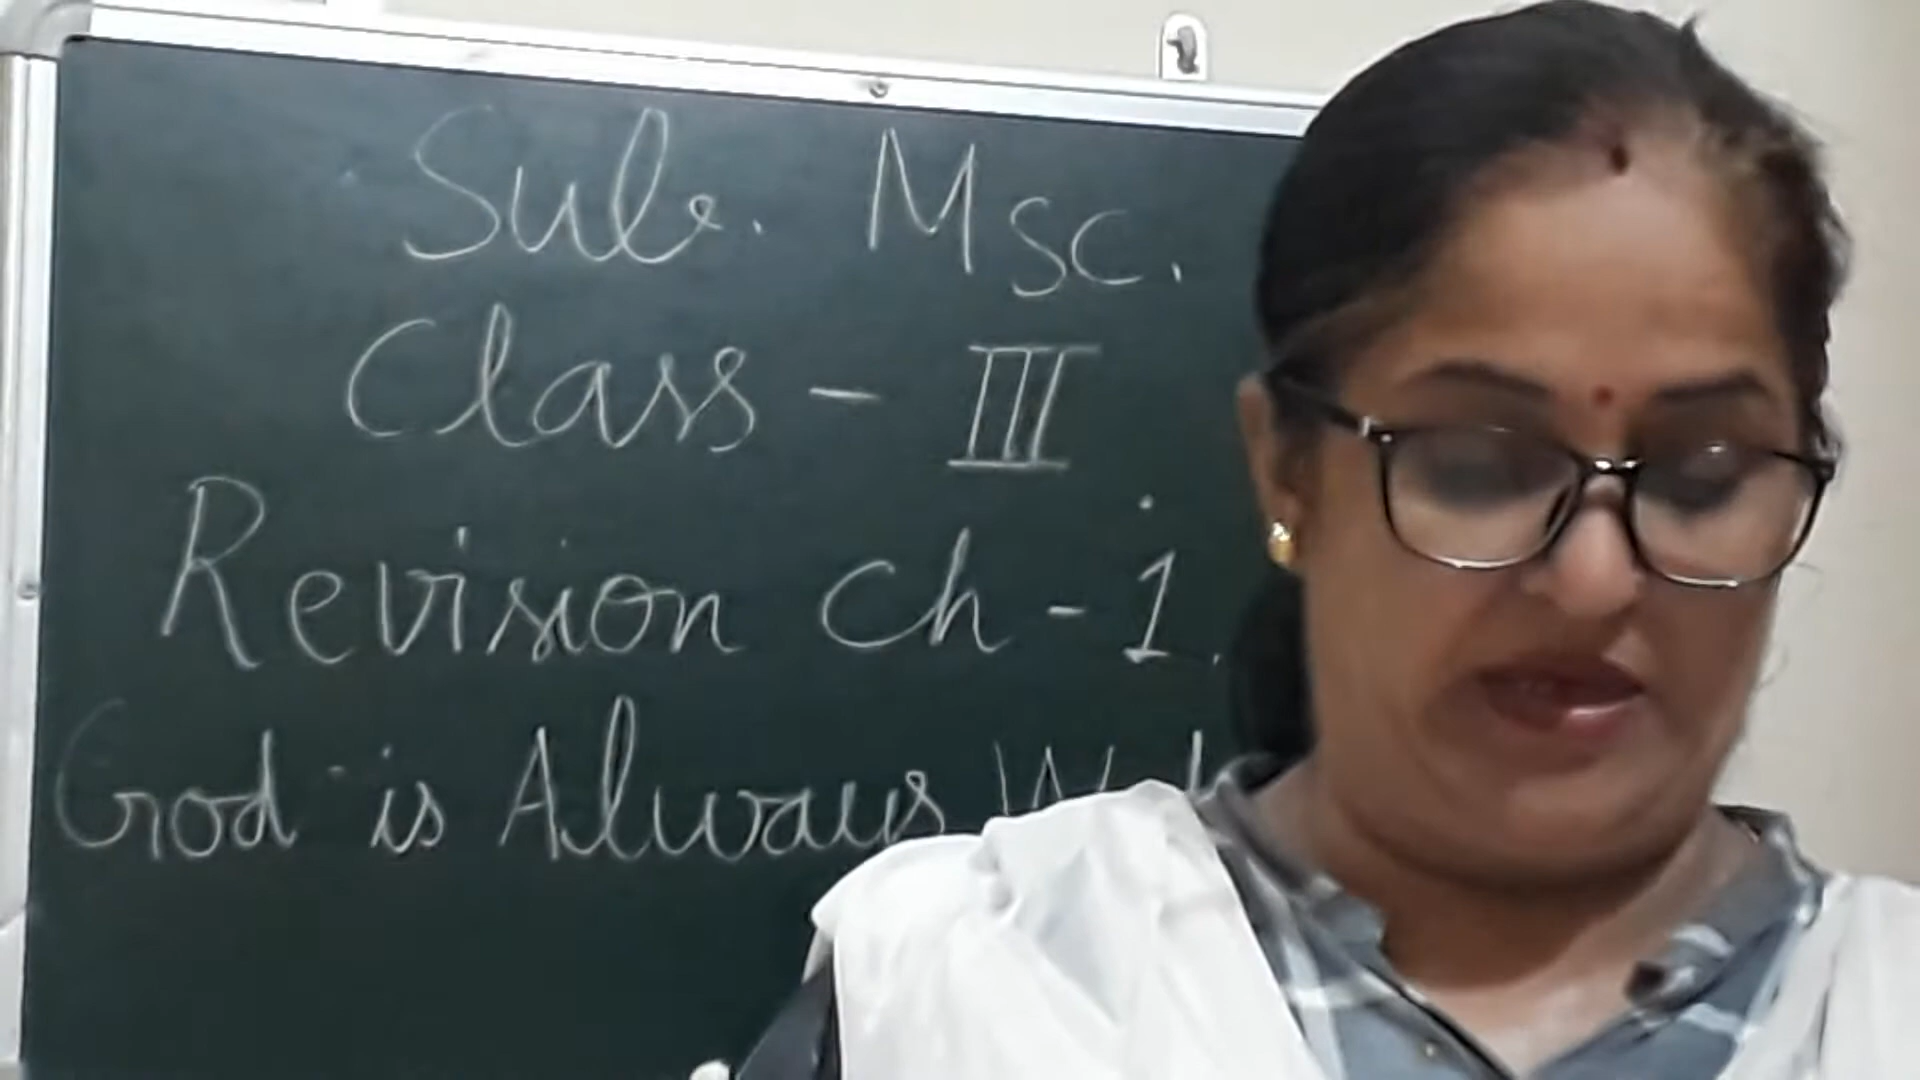 Sub. Msc.
Class - III
Revision Ch - 1.
God is Always